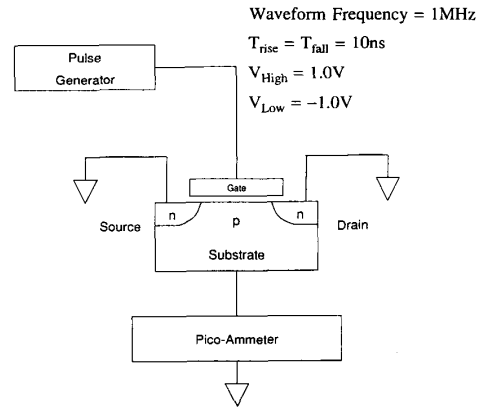 Waveform Frequency = 1MHz
T_rise = T_fall = 10ns
V_High = 1.0V
V_Low = −1.0V
Pulse
Generator
Gate
n
p
n
Source
Drain
Substrate
Pico-Ammeter